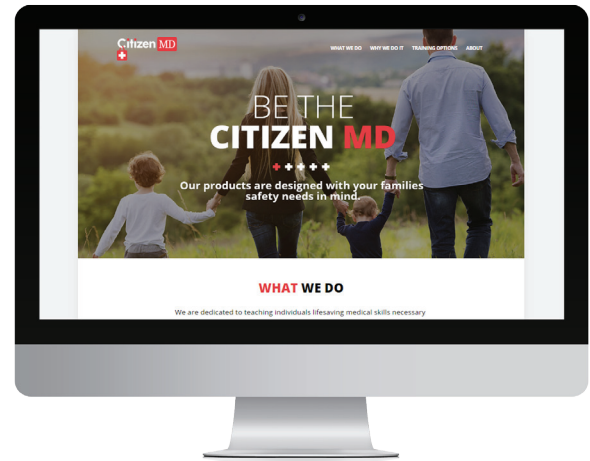 Citizen MD
WHAT WE DO WHY WE DO IT TRAINING OPTIONS ABOUT
BE THE
CITIZEN MD
Our products are designed with your families
safety needs in mind.
WHAT WE DO
We are dedicated to teaching individuals lifesaving medical skills necessary